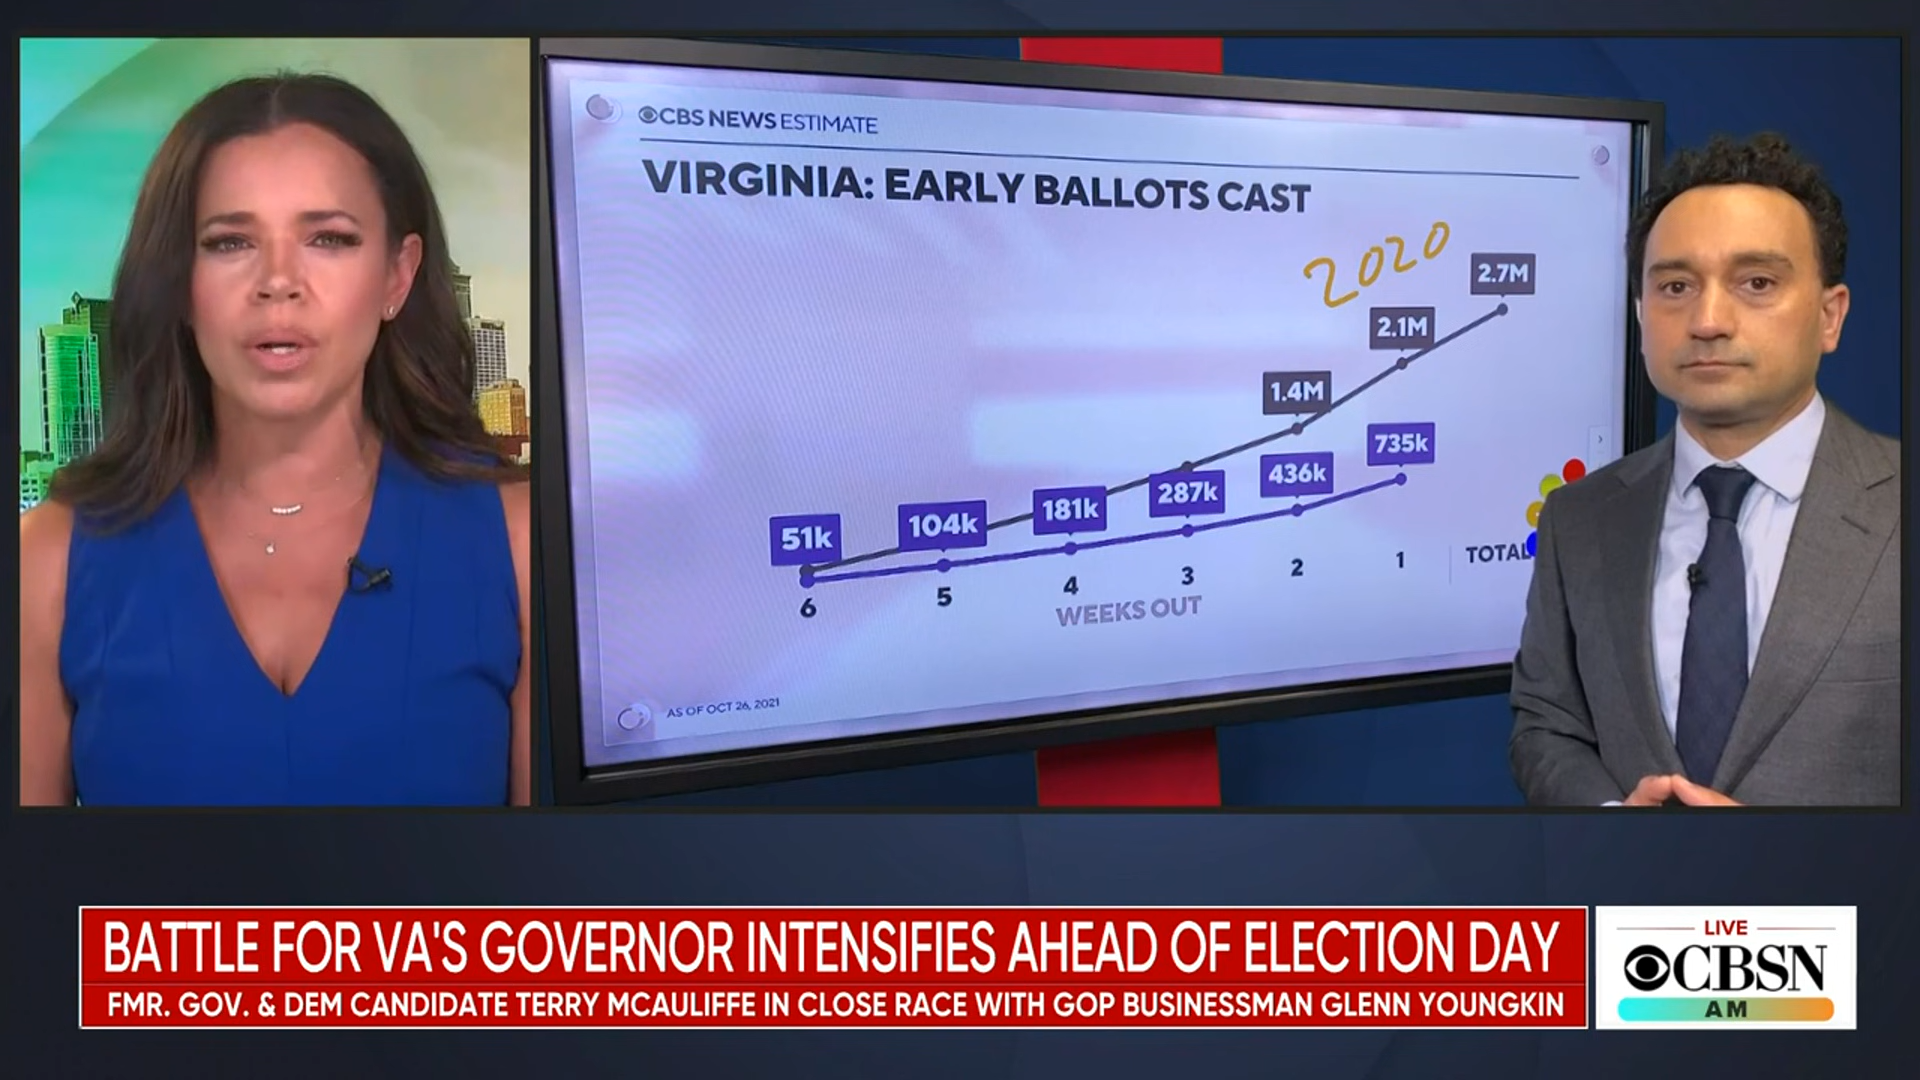 CBS NEWS ESTIMATE
VIRGINIA: EARLY BALLOTS CAST
2020
2.7M
2.1M
1.4M
735k
436k
287k
181k
104k
51k
6 5 4 3 2 1 TOTAL
WEEKS OUT
AS OF OCT 26, 2021
BATTLE FOR VA'S GOVERNOR INTENSIFIES AHEAD OF ELECTION DAY
FMR. GOV. & DEM CANDIDATE TERRY MCAULIFFE IN CLOSE RACE WITH GOP BUSINESSMAN GLENN YOUNGKIN
LIVE
CBSN
AM